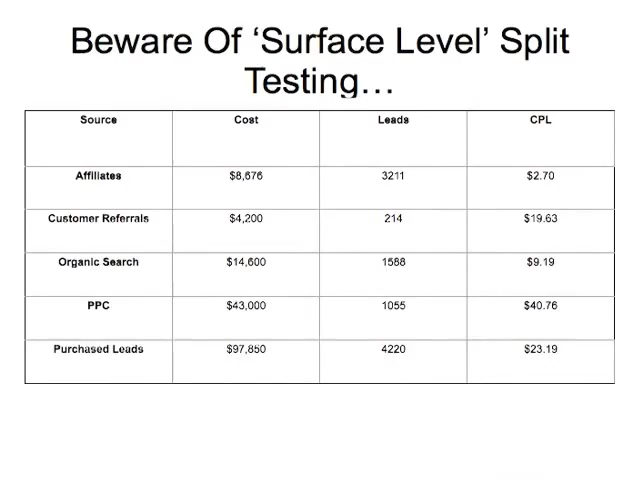 Beware Of ‘Surface Level’ Split
Testing…
Source Cost Leads CPL
Affiliates $8,676 3211 $2.70
Customer Referrals $4,200 214 $19.63
Organic Search $14,600 1588 $9.19
PPC $43,000 1055 $40.76
Purchased Leads $97,850 4220 $23.19